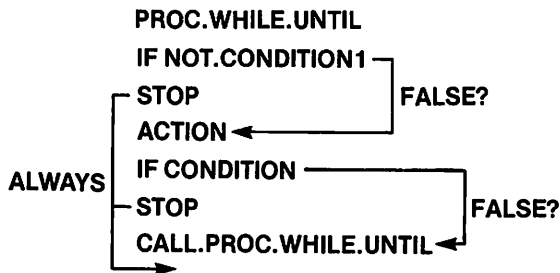 PROC.WHILE.UNTIL
IF NOT.CONDITION1
STOP
FALSE?
ACTION
IF CONDITION
ALWAYS
STOP
FALSE?
CALL.PROC.WHILE.UNTIL